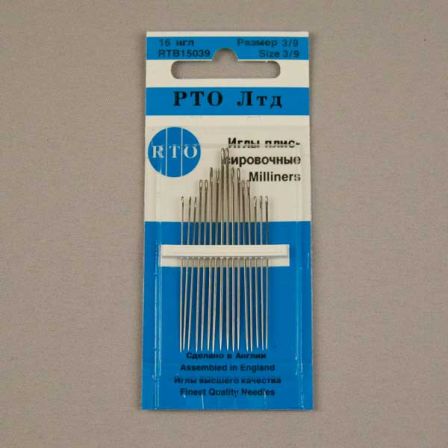 16 игл Размер 3/9
RTB15039 Size 3/9
РТО Лтд
RTO
Иглы плис-
сировочные
Milliners
Сделано в Англии
Assembled in England
Иглы высшего качества
Finest Quality Needles